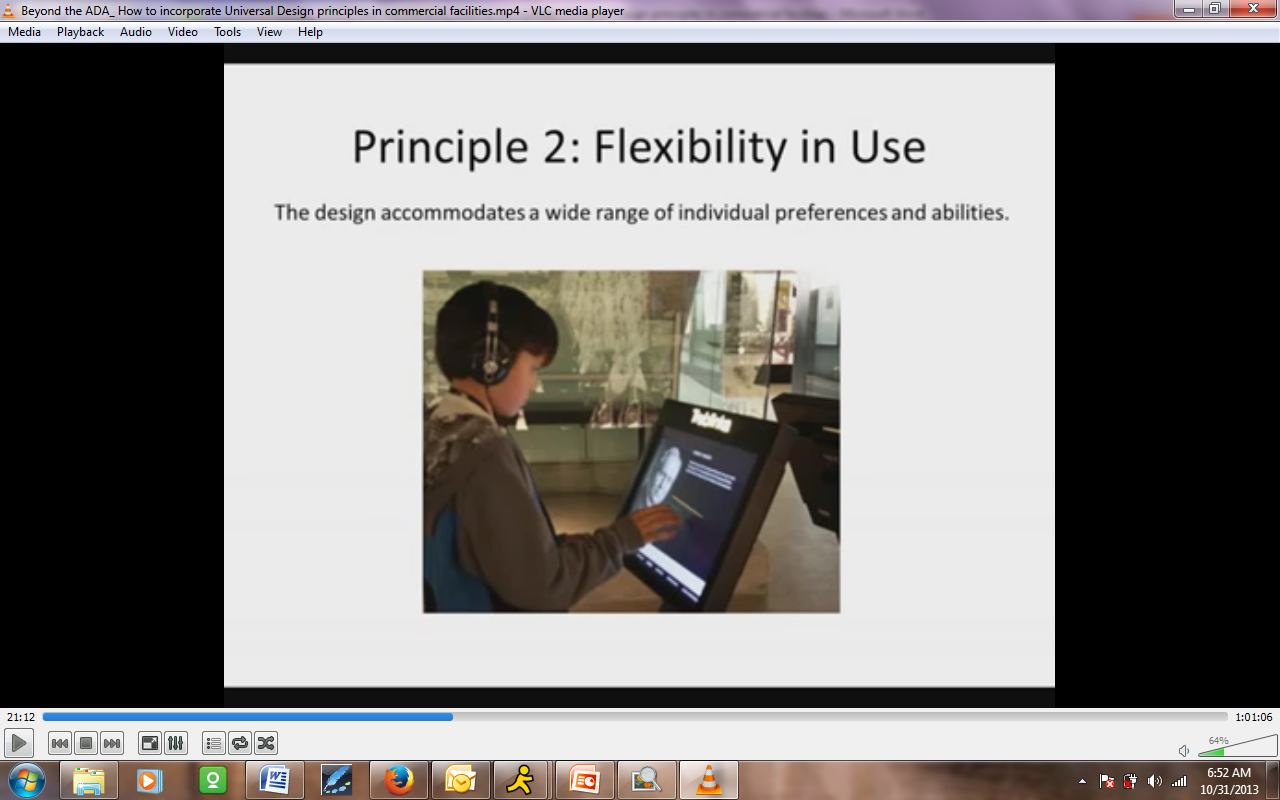 Beyond the ADA_ How to incorporate Universal Design principles in commercial facilities.mp4 - VLC media player
Media Playback Audio Video Tools View Help
Principle 2: Flexibility in Use
The design accommodates a wide range of individual preferences and abilities.
21:12
1:01:06
64%
6:52 AM
10/31/2013